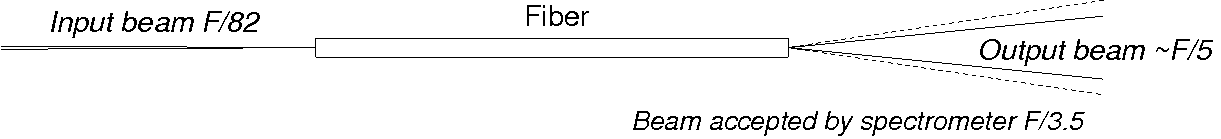 Input beam F/82
Fiber
Output beam ~F/5
Beam accepted by spectrometer F/3.5